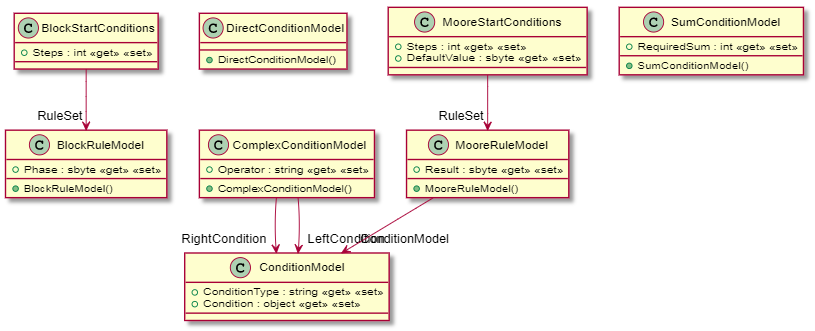 C BlockStartConditions
Steps : int «get» «set»
C DirectConditionModel
DirectConditionModel()
C MooreStartConditions
Steps : int «get» «set»
DefaultValue : sbyte «get» «set»
C SumConditionModel
RequiredSum : int «get» «set»
SumConditionModel()
RuleSet
RuleSet
C BlockRuleModel
Phase : sbyte «get» «set»
BlockRuleModel()
C ComplexConditionModel
Operator : string «get» «set»
ComplexConditionModel()
C MooreRuleModel
Result : sbyte «get» «set»
MooreRuleModel()
RightCondition
LeftCondition
ConditionModel
C ConditionModel
ConditionType : string «get» «set»
Condition : object «get» «set»